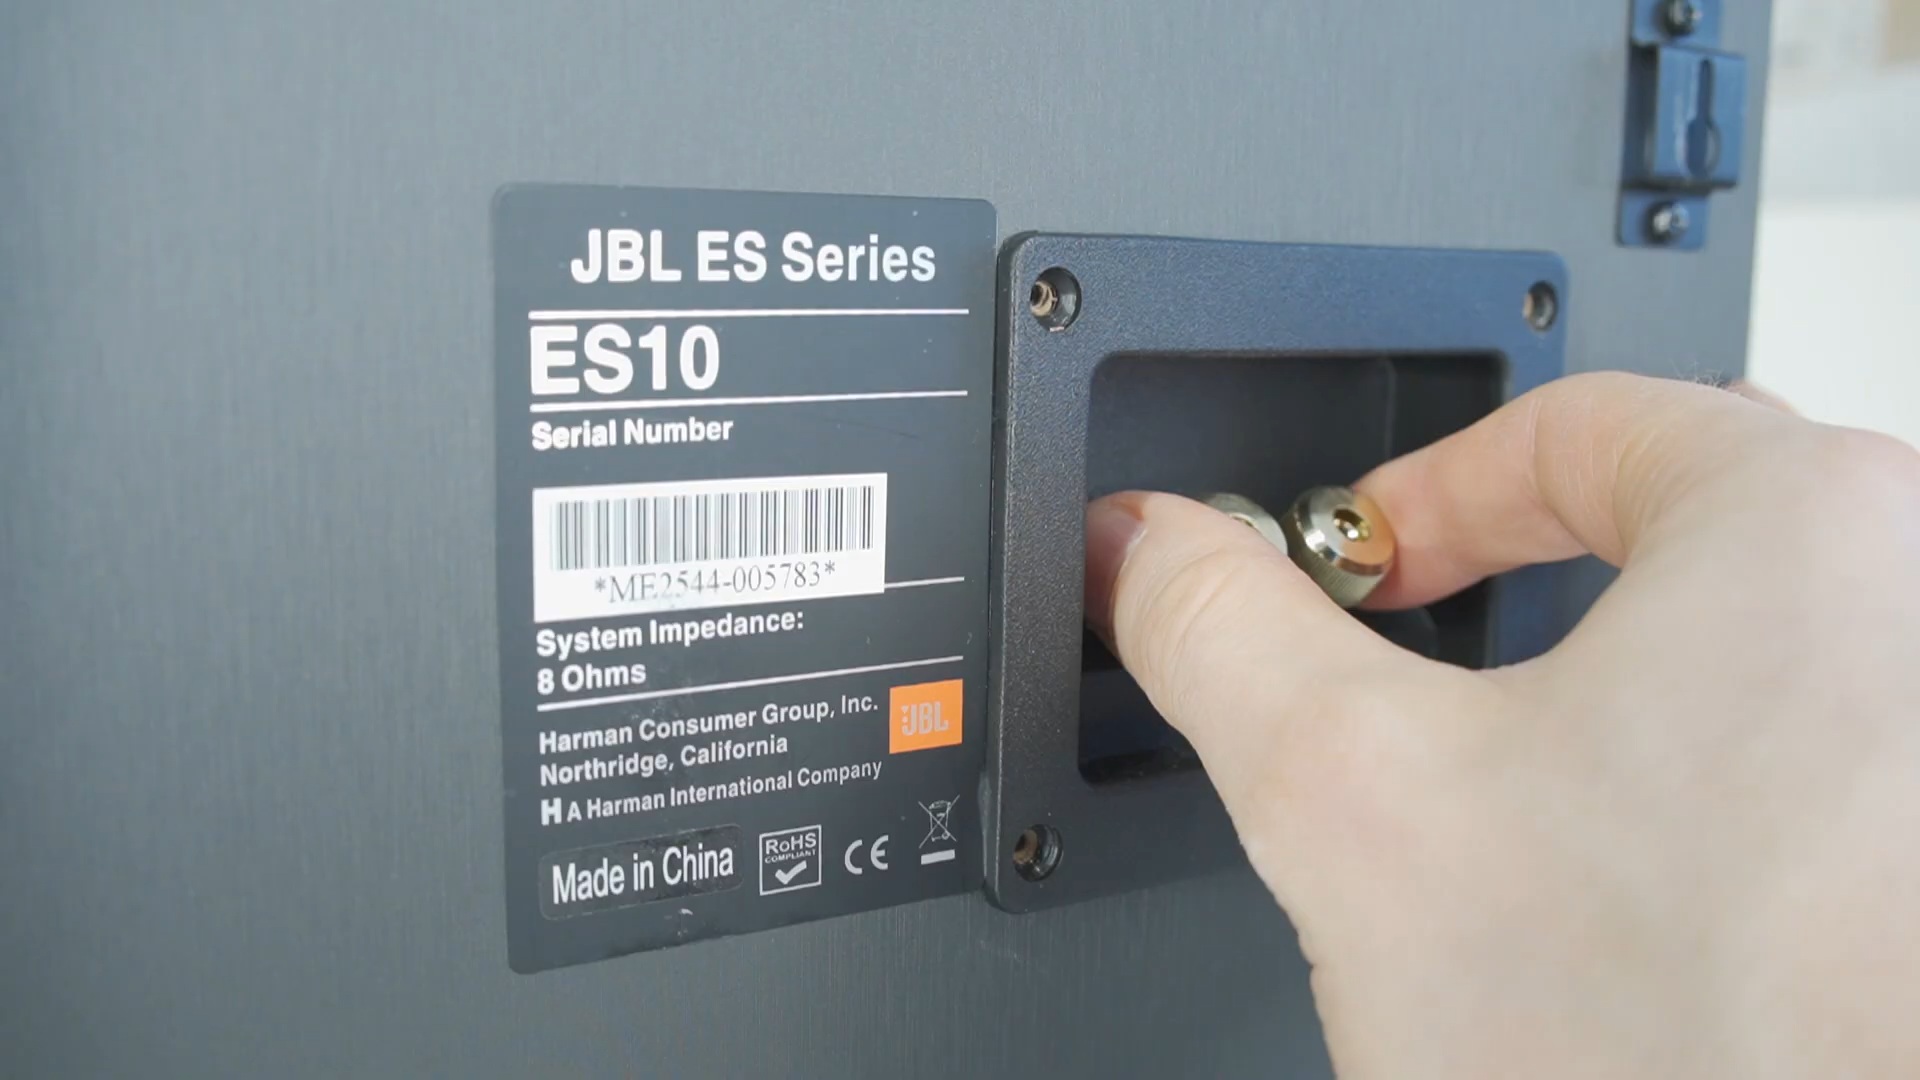 JBL ES Series
ES10
Serial Number
*ME2544-005783*
System Impedance:
8 Ohms
Harman Consumer Group, Inc.
Northridge, California
JBL
H A Harman International Company
Made in China
RoHS
COMPLIANT
CE